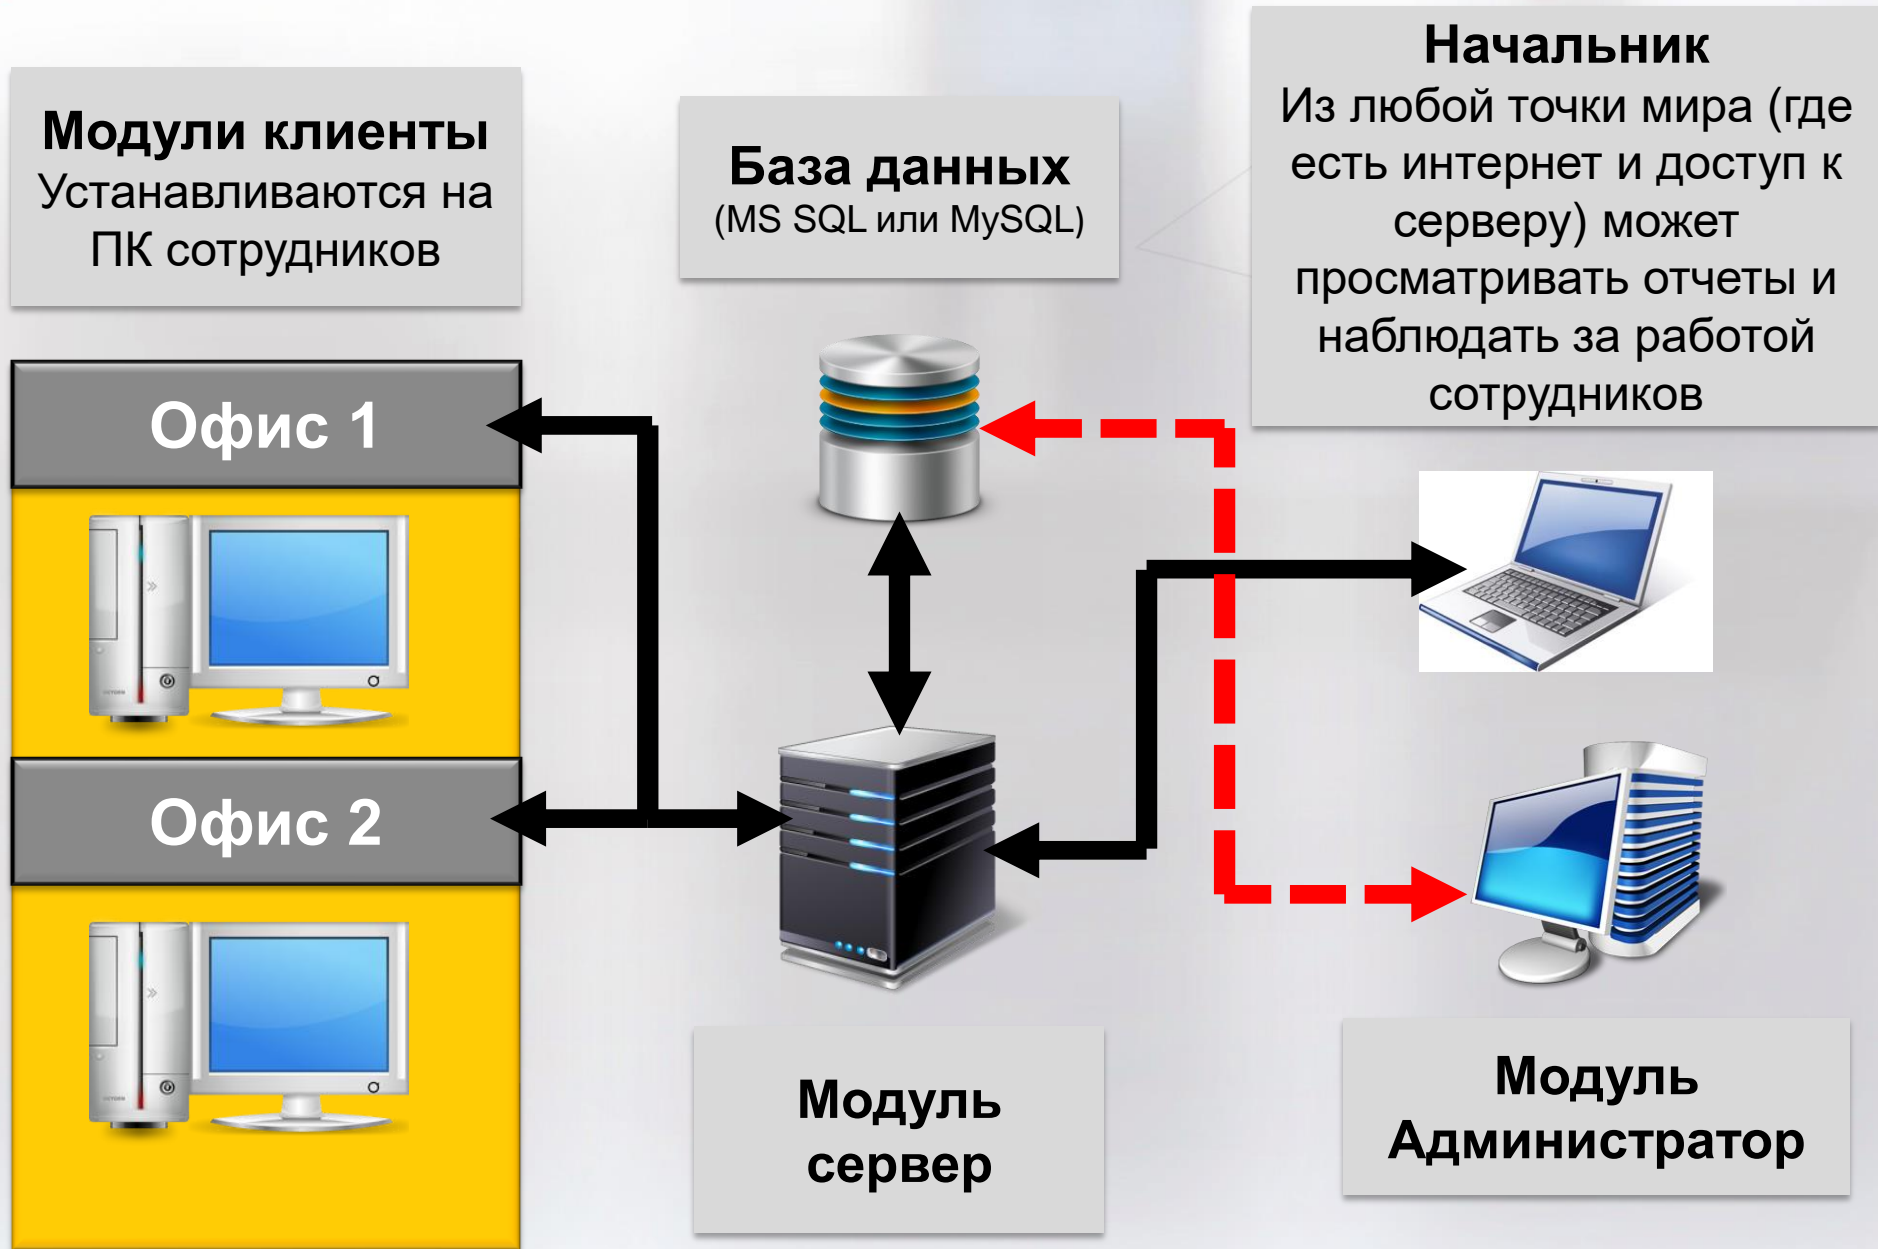 Модули клиенты
Устанавливаются на
ПК сотрудников
База данных
(MS SQL или MySQL)
Начальник
Из любой точки мира (где
есть интернет и доступ к
серверу) может
просматривать отчеты и
наблюдать за работой
сотрудников
Офис 1
Офис 2
Модуль
сервер
Модуль
Администратор